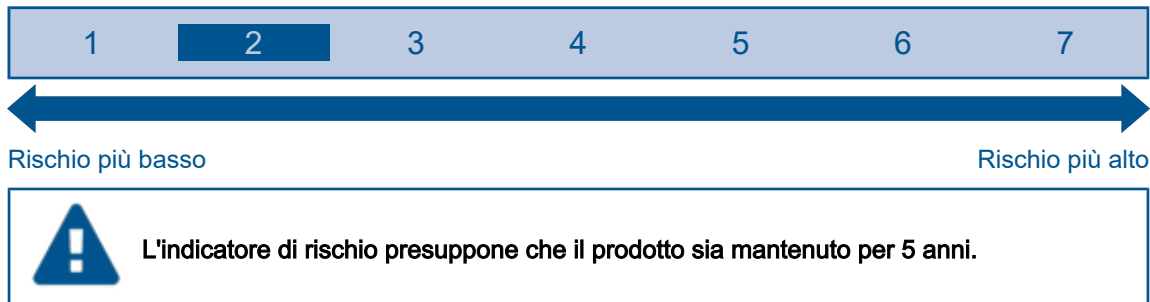 1 2 3 4 5 6 7
Rischio più basso Rischio più alto
L'indicatore di rischio presuppone che il prodotto sia mantenuto per 5 anni.